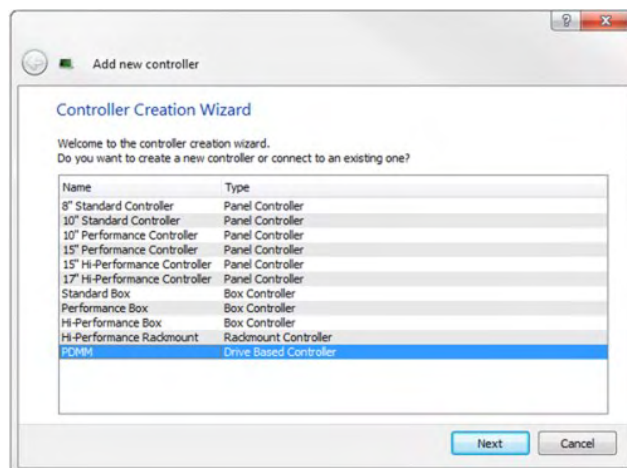 Add new controller
Controller Creation Wizard
Welcome to the controller creation wizard.
Do you want to create a new controller or connect to an existing one?
Name Type
8" Standard Controller Panel Controller
10" Standard Controller Panel Controller
10" Performance Controller Panel Controller
15" Performance Controller Panel Controller
15" Hi-Performance Controller Panel Controller
17" Hi-Performance Controller Panel Controller
Standard Box Box Controller
Performance Box Box Controller
Hi-Performance Box Box Controller
Hi-Performance Rackmount Rackmount Controller
PDMM Drive Based Controller
Next Cancel